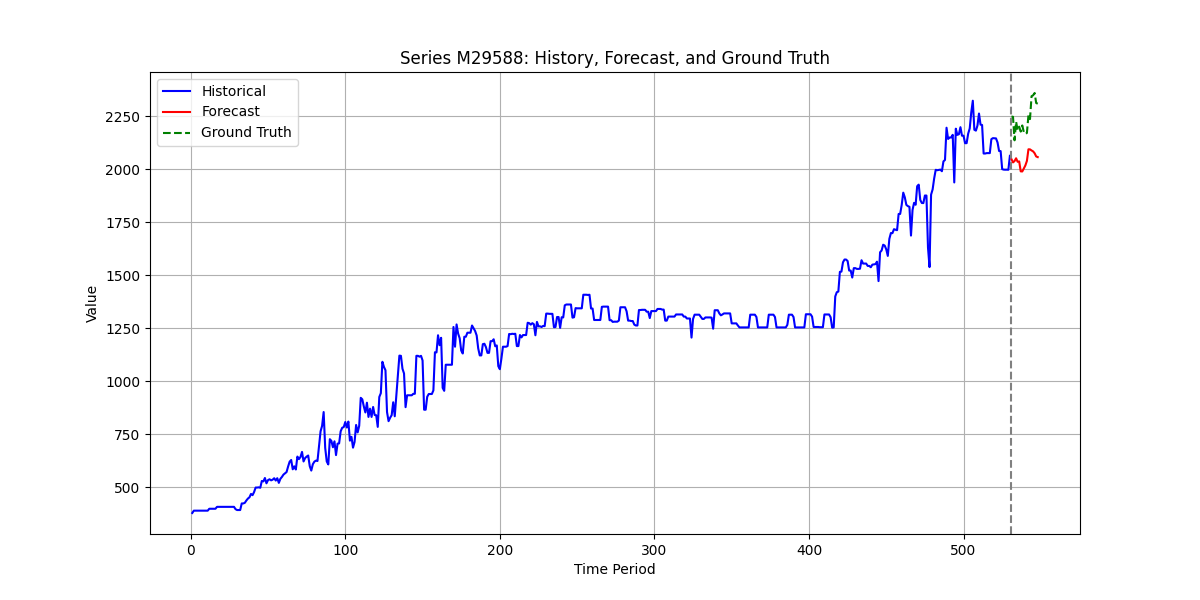 Series M29588: History, Forecast, and Ground Truth
Historical
Forecast
Ground Truth
2250
2000
1750
1500
1250
1000
750
500
Value
0 100 200 300 400 500
Time Period